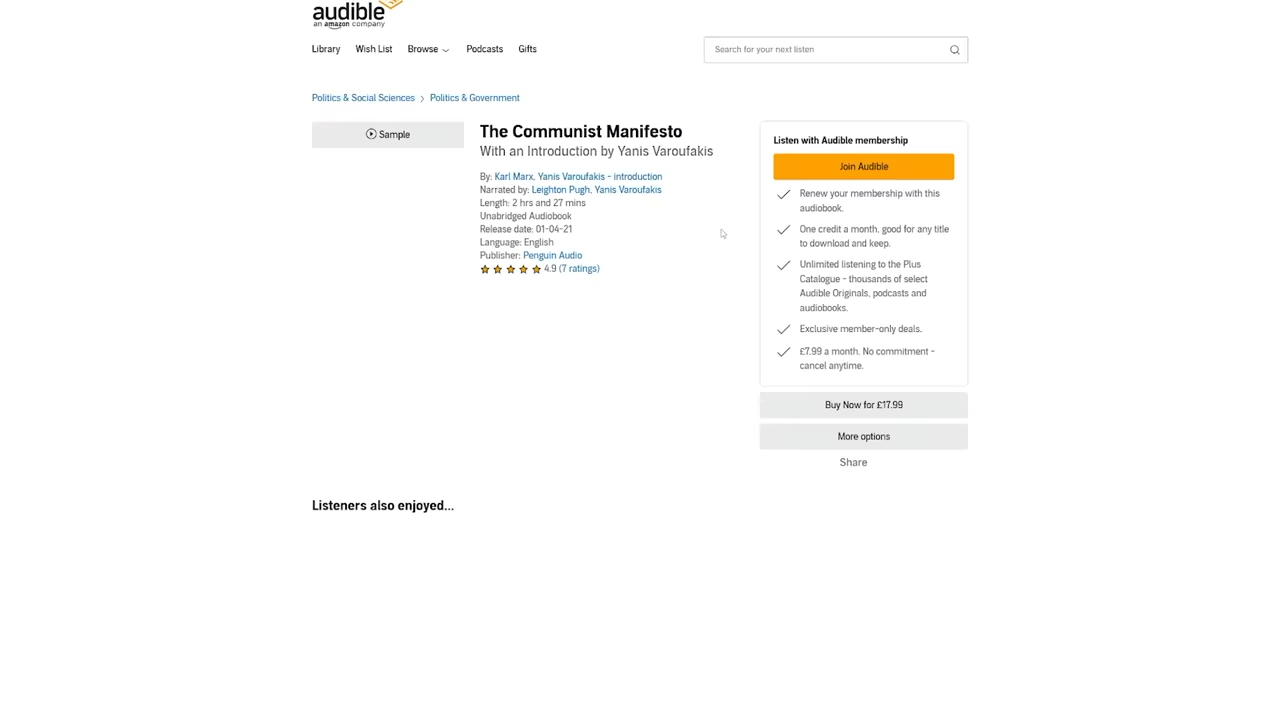 audible
an amazon company
Library Wish List Browse Podcasts Gifts
Search for your next listen
Politics & Social Sciences > Politics & Government
Sample
The Communist Manifesto
With an Introduction by Yanis Varoufakis
By: Karl Marx, Yanis Varoufakis - introduction
Narrated by: Leighton Pugh, Yanis Varoufakis
Length: 2 hrs and 27 mins
Unabridged Audiobook
Release date: 01-04-21
Language: English
Publisher: Penguin Audio
4.9 (7 ratings)
Listen with Audible membership
Join Audible
Renew your membership with this
audiobook.
One credit a month, good for any title
to download and keep.
Unlimited listening to the Plus
Catalogue - thousands of select
Audible Originals, podcasts and
audiobooks.
Exclusive member-only deals.
£7.99 a month. No commitment -
cancel anytime.
Buy Now for £17.99
More options
Share
Listeners also enjoyed...